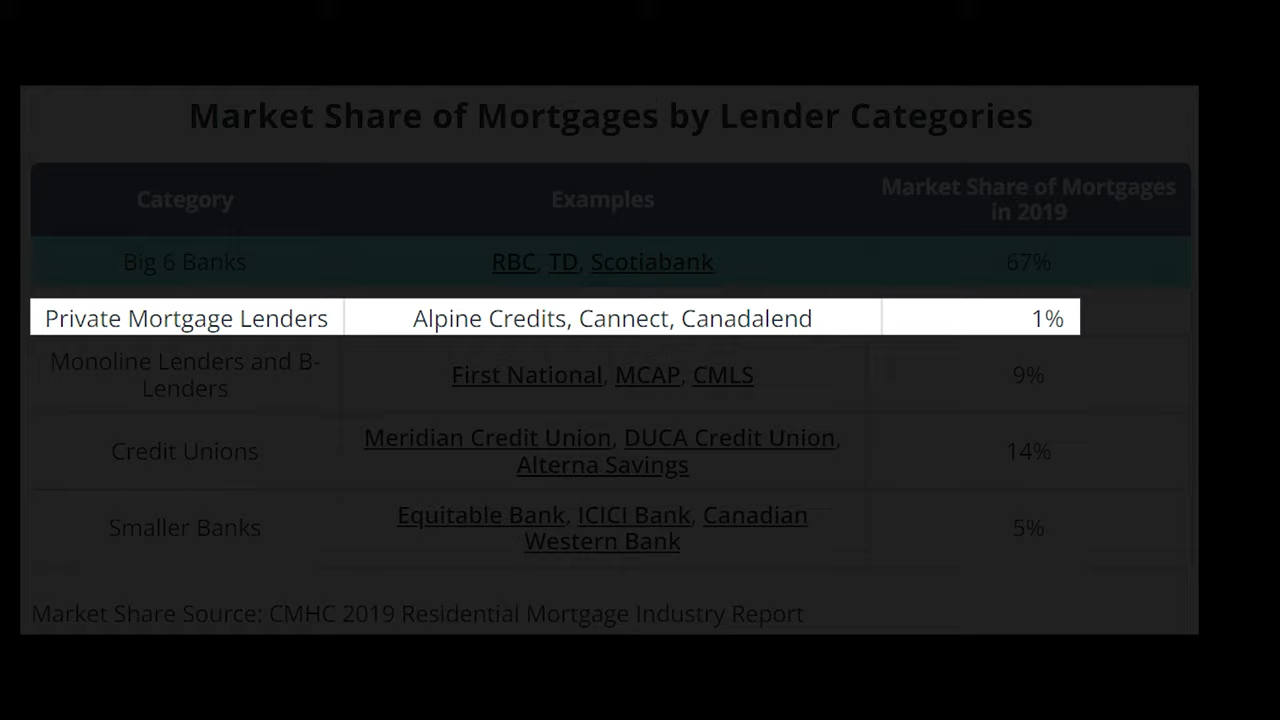 Market Share of Mortgages by Lender Categories
Category Examples Market Share of Mortgages
in 2019
Big 6 Banks RBC, TD, Scotiabank 67%
Private Mortgage Lenders Alpine Credits, Cannect, Canadalend 1%
Monoline Lenders and B-
Lenders
First National, MCAP, CMLS 9%
Credit Unions
Meridian Credit Union, DUCA Credit Union,
Alterna Savings
14%
Smaller Banks
Equitable Bank, ICICI Bank, Canadian
Western Bank
5%
Market Share Source: CMHC 2019 Residential Mortgage Industry Report